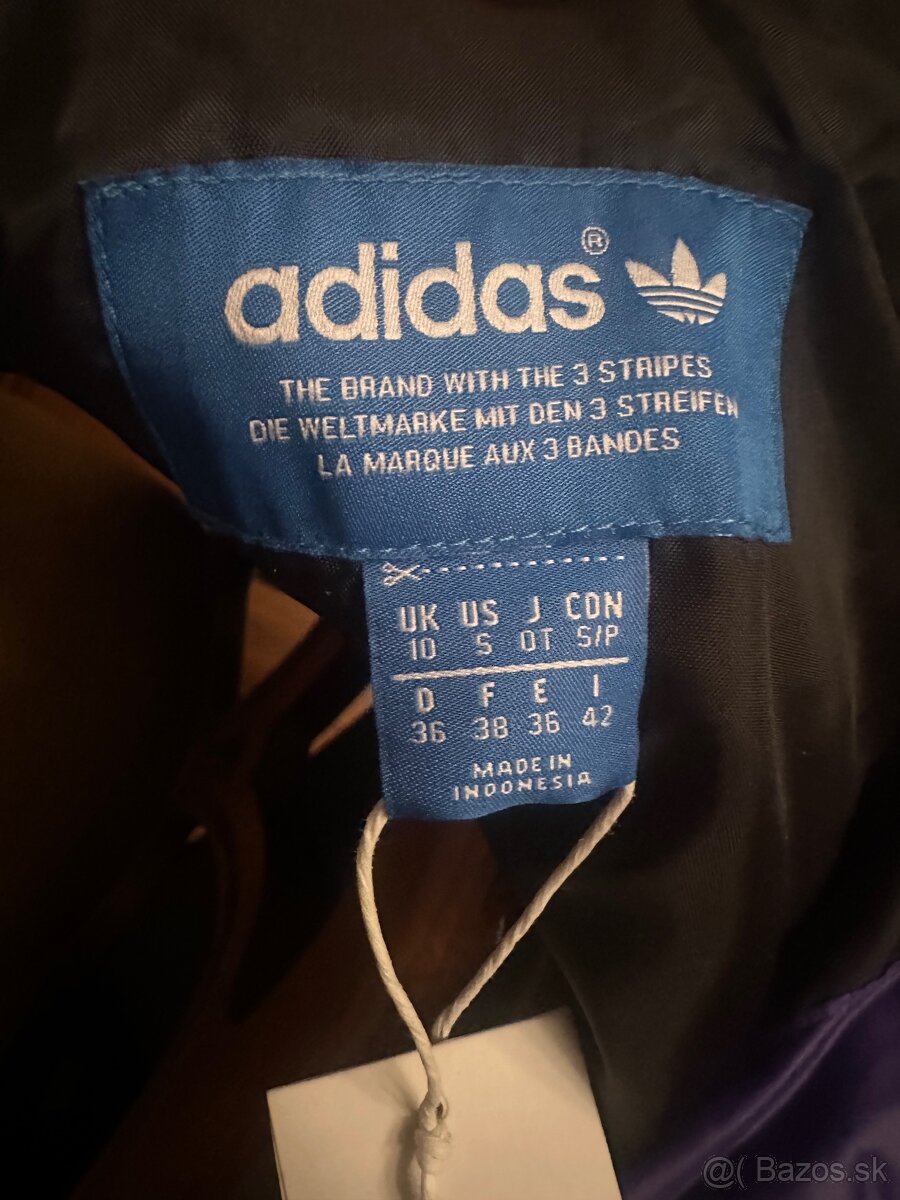 adidas®
THE BRAND WITH THE 3 STRIPES
DIE WELTMARKE MIT DEN 3 STREIFEN
LA MARQUE AUX 3 BANDES
UK US J CON
10 S OT S/P
D F E I
36 38 36 42
MADE IN
INDONESIA
@( Bazos.sk